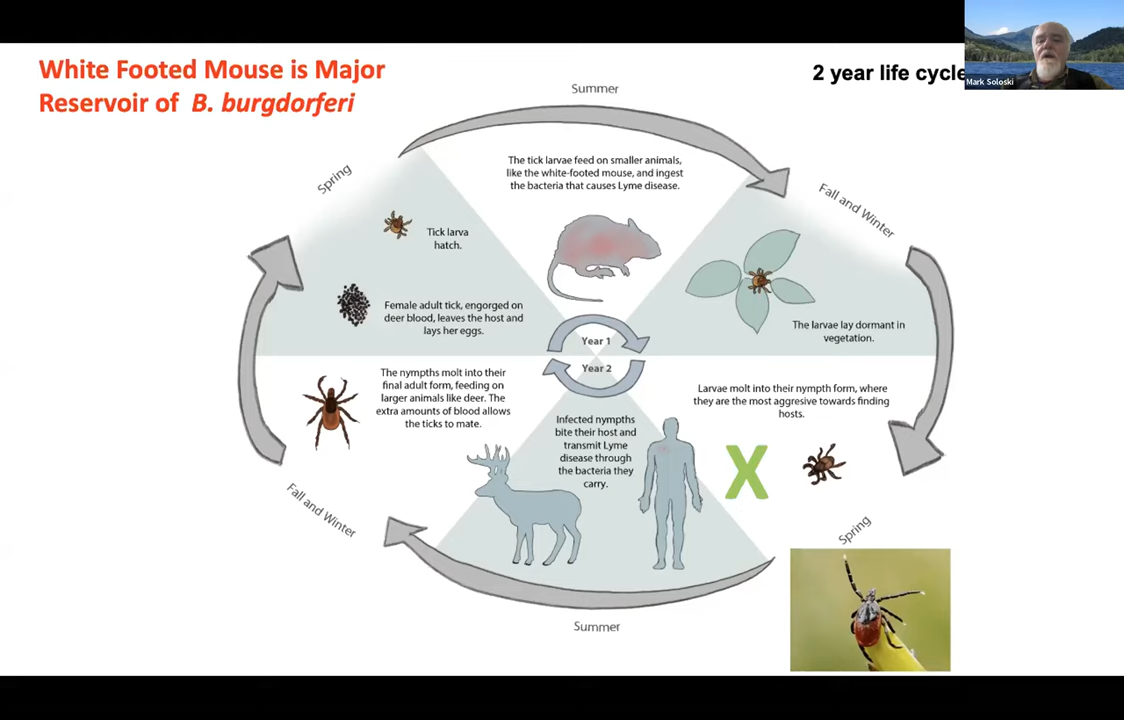 White Footed Mouse is Major
Reservoir of B. burgdorferi
2 year life cycle
Mark Soloski
Summer
Spring
The tick larvae feed on smaller animals,
like the white-footed mouse, and ingest
the bacteria that causes Lyme disease.
Fall and Winter
Tick larva
hatch.
Female adult tick, engorged on
deer blood, leaves the host and
lays her eggs.
The larvae lay dormant in
vegetation.
Year 1
Year 2
The nympths molt into their
final adult form, feeding on
larger animals like deer. The
extra amounts of blood allows
the ticks to mate.
Larvae molt into their nympth form, where
they are the most aggresive towards finding
hosts.
Infected nympths
bite their host and
transmit Lyme
disease through
the bacteria they
carry.
X
Fall and Winter
Spring
Summer